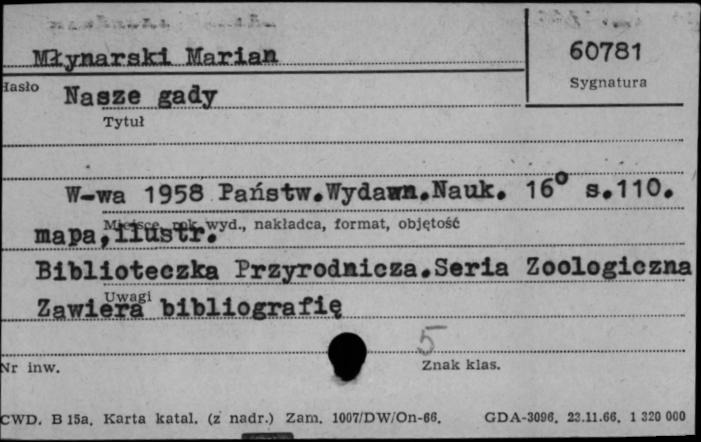 Młynarski Marian
60781
Sygnatura
Hasło
Nasze gady
Tytuł
W-wa 1958 Państw.Wydawn.Nauk. 16° s.110.
Miejsce, rok wyd., nakładca, format, objętość
mapa,ilustr.
Biblioteczka Przyrodnicza.Seria Zoologiczna
Uwagi
Zawiera bibliografię
5
Nr inw.
Znak klas.
CWD. B 15a. Karta katal. (z nadr.) Zam. 1007/DW/On-66. GDA-3096. 23.11.66. 1 320 000